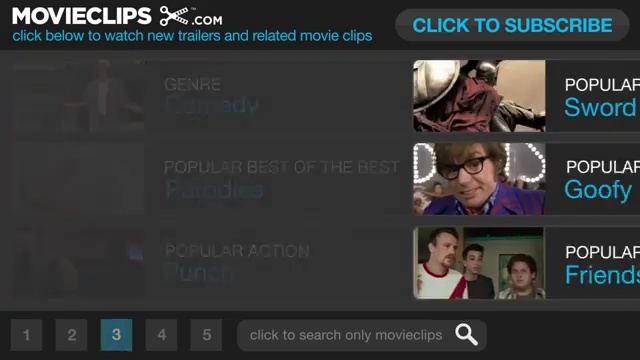 MOVIECLIPS .COM
click below to watch new trailers and related movie clips
CLICK TO SUBSCRIBE
GENRE
Comedy
POPULAR BEST OF THE BEST
Parodies
POPULAR ACTION
Punch
POPULAR
Sword
POPULAR
Goofy
POPULAR
Friends
1 2 3 4 5
click to search only movieclips